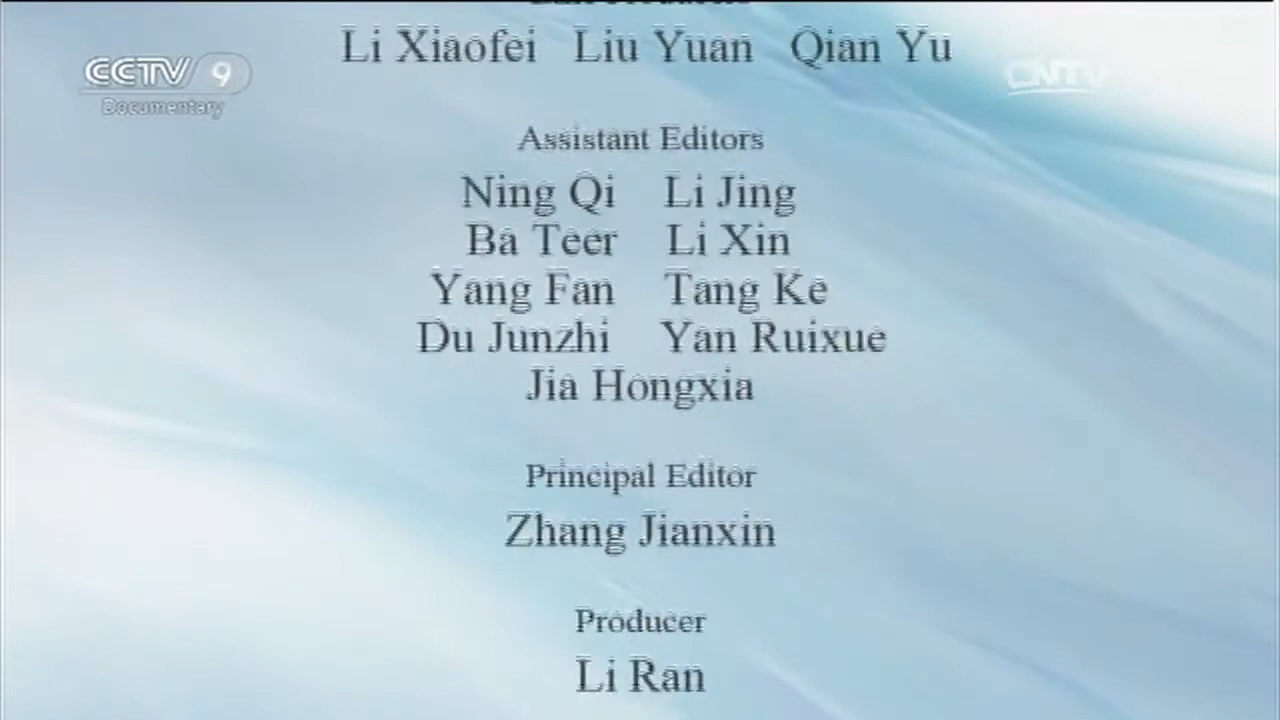 Li Xiaofei Liu Yuan Qian Yu
CCTV 9
Documentary
CNTV
Assistant Editors
Ning Qi Li Jing
Ba Teer Li Xin
Yang Fan Tang Ke
Du Junzhi Yan Ruixue
Jia Hongxia
Principal Editor
Zhang Jianxin
Producer
Li Ran